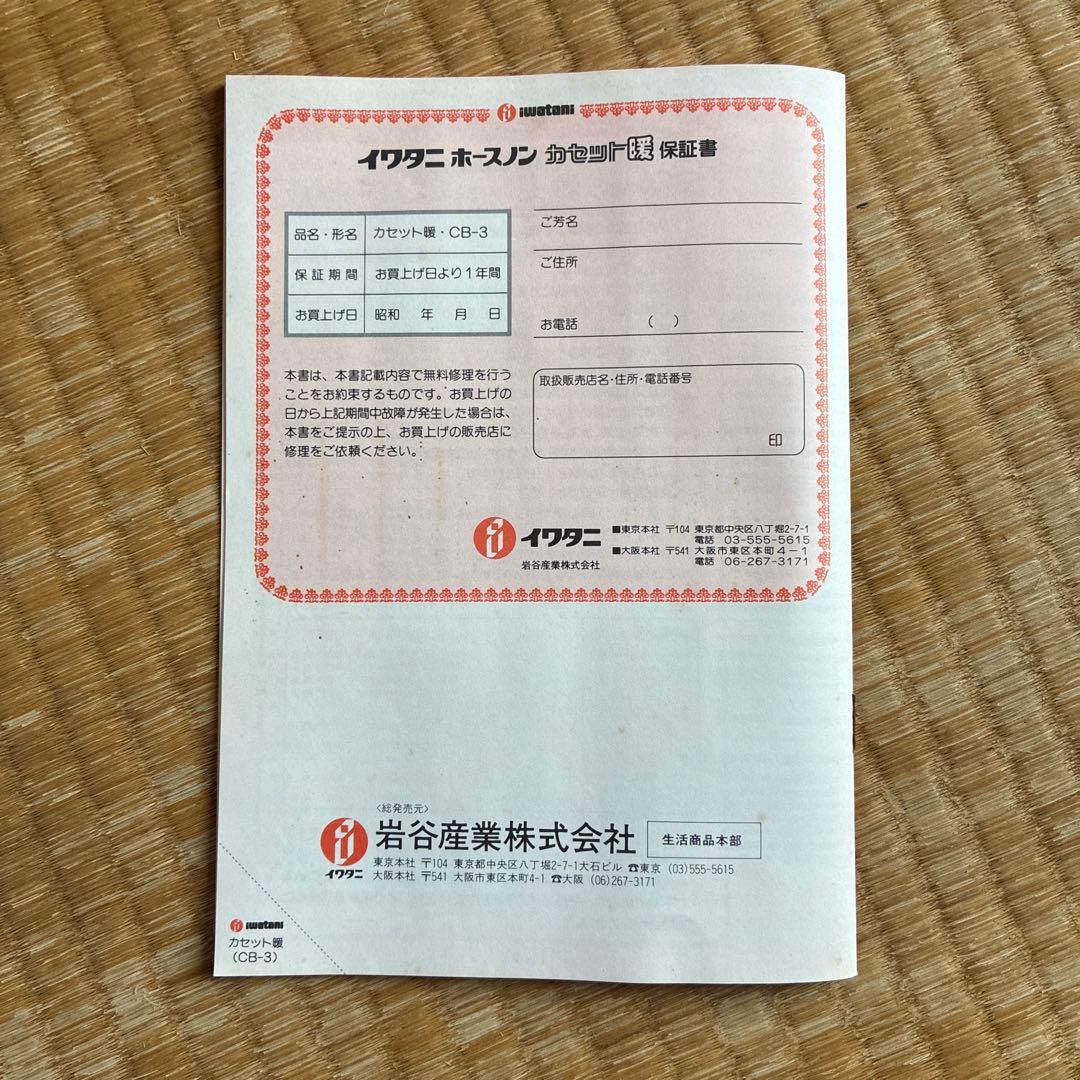 iwatani
イワタニ ホースノン カセット暖 保証書
品名・形名 カセット暖・CB-3
保証期間 お買上げ日より1年間
お買上げ日 昭和 年 月 日
ご芳名
ご住所
お電話 ( )
本書は、本書記載内容で無料修理を行う
ことをお約束するものです。お買上げの
日から上記期間中故障が発生した場合は、
本書をご提示の上、お買上げの販売店に
修理をご依頼ください。
取扱販売店名・住所・電話番号
印
イワタニ
岩谷産業株式会社
■東京本社 〒104 東京都中央区八丁堀2-7-1
電話 03-555-5615
■大阪本社 〒541 大阪市東区本町4-1
電話 06-267-3171
〈総発売元〉
イワタニ
岩谷産業株式会社 生活商品本部
東京本社 〒104 東京都中央区八丁堀2-7-1大石ビル ☎東京 (03)555-5615
大阪本社 〒541 大阪市東区本町4-1 ☎大阪 (06)267-3171
iwatani
カセット暖
(CB-3)